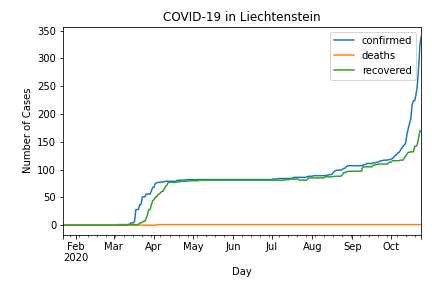 COVID-19 in Liechtenstein
350
300
250
200
150
100
50
0
Number of Cases
confirmed
deaths
recovered
Feb Mar Apr May Jun Jul Aug Sep Oct
2020
Day